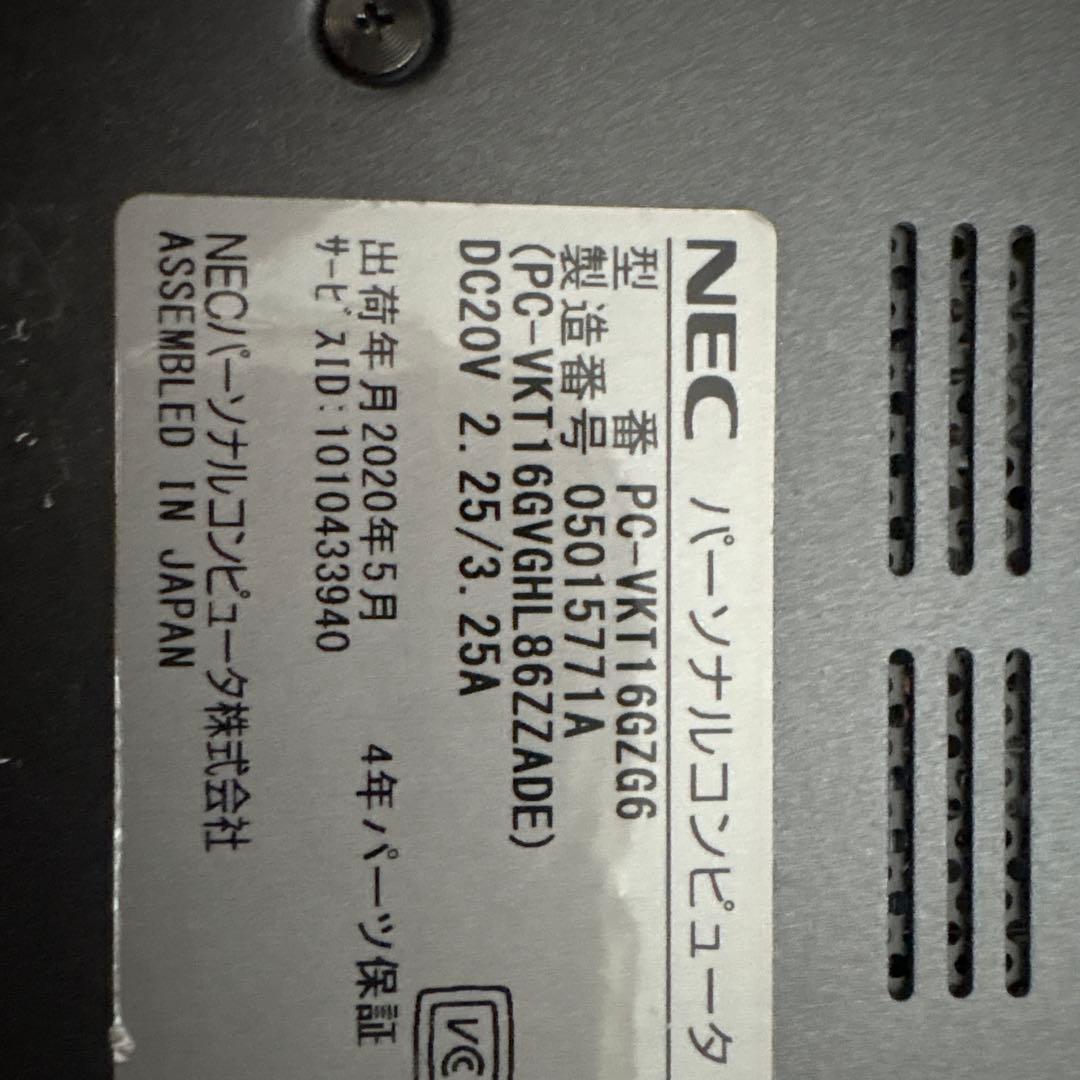 NEC パーソナルコンピュータ
型 番 PC-VKT16GZG6
製造番号 05015771A
(PC-VKT16GVGHL86ZZADE)
DC20V 2.25/3.25A
出荷年月2020年5月 4年パーツ保証
サービスID:1010433940
NECパーソナルコンピュータ株式会社
ASSEMBLED IN JAPAN